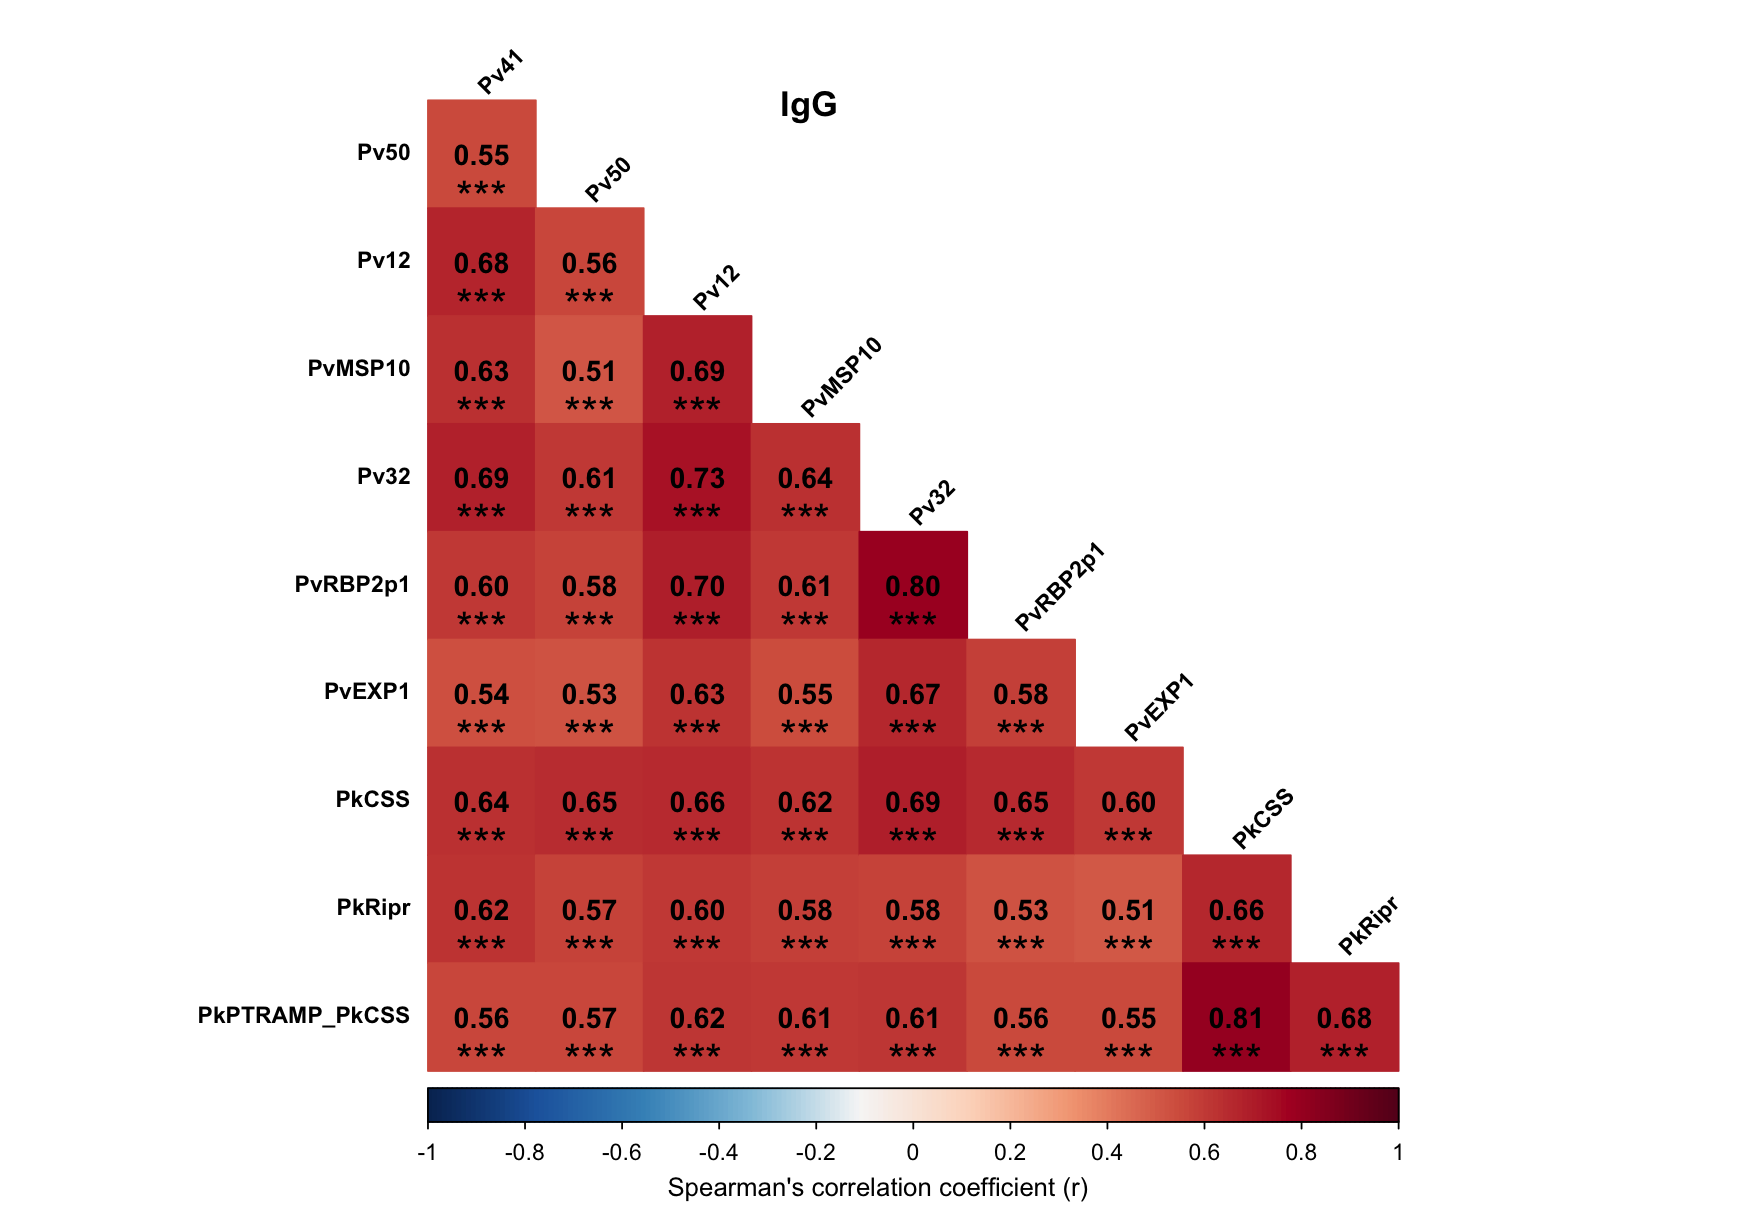 Pv41
IgG
Pv50
0.55
***
Pv50
Pv12
0.68 0.56
*** ***
Pv12
PvMSP10
0.63 0.51 0.69
*** *** ***
PvMSP10
Pv32
0.69 0.61 0.73 0.64
*** *** *** ***
Pv32
PvRBP2p1
0.60 0.58 0.70 0.61 0.80
*** *** *** *** ***
PvRBP2p1
PvEXP1
0.54 0.53 0.63 0.55 0.67 0.58
*** *** *** *** *** ***
PvEXP1
PkCSS
0.64 0.65 0.66 0.62 0.69 0.65 0.60
*** *** *** *** *** *** ***
PkCSS
PkRipr
0.62 0.57 0.60 0.58 0.58 0.53 0.51 0.66
*** *** *** *** *** *** *** ***
PkRipr
PkPTRAMP_PkCSS
0.56 0.57 0.62 0.61 0.61 0.56 0.55 0.81 0.68
*** *** *** *** *** *** *** *** ***
-1 -0.8 -0.6 -0.4 -0.2 0 0.2 0.4 0.6 0.8 1
Spearman's correlation coefficient (r)